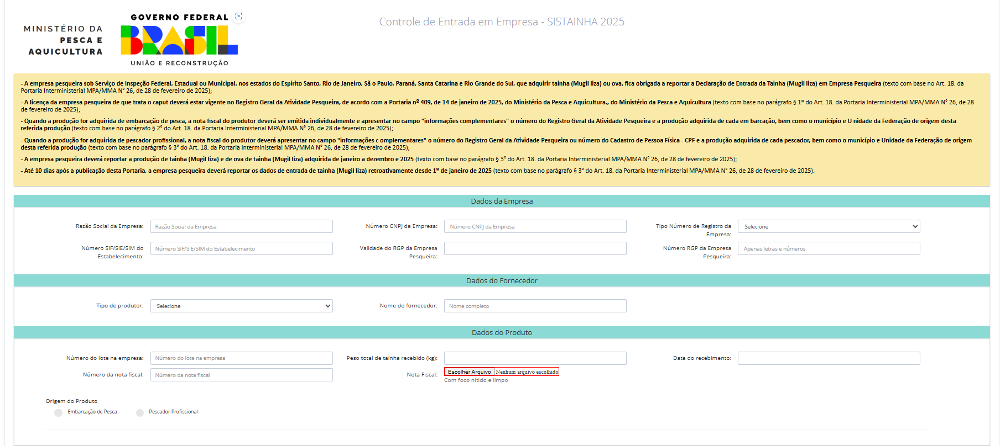 MINISTÉRIO DA
PESCA E
AQUICULTURA
GOVERNO FEDERAL
BRASIL
UNIÃO E RECONSTRUÇÃO
Controle de Entrada em Empresa - SISTAINHA 2025
- A empresa pesqueira sob Serviço de Inspeção Federal, Estadual ou Municipal, nos estados do Espírito Santo, Rio de Janeiro, Sã o Paulo, Paraná, Santa Catarina e Rio Grande do Sul, que adquirir tainha (Mugil liza) ou ova, fica obrigada a reportar a Declaração de Entrada da Tainha (Mugil liza) em Empresa Pesqueira (texto com base no Art. 18. da
Portaria Interministerial MPA/MMA N° 26, de 28 de fevereiro de 2025);
- A licença da empresa pesqueira de que trata o caput deverá estar vigente no Registro Geral da Atividade Pesqueira, de acordo com a Portaria nº 409, de 14 de janeiro de 2025, do Ministério da Pesca e Aquicultura., do Ministério da Pesca e Aquicultura (texto com base no parágrafo § 1º do Art. 18. da Portaria Interministerial MPA/MMA N° 26, de 28
de fevereiro de 2025);
- Quando a produção for adquirida de embarcação de pesca, a nota fiscal do produtor deverá ser emitida individualmente e apresentar no campo "informações complementares" o número do Registro Geral da Atividade Pesqueira e a produção adquirida de cada em barcação, bem como o município e U nidade da Federação de origem desta
referida produção (texto com base no parágrafo § 2° do Art. 18. da Portaria Interministerial MPA/MMA N° 26, de 28 de fevereiro de 2025);
- Quando a produção for adquirida de pescador profissional, a nota fiscal do produtor deverá apresentar no campo "informações c omplementares" o número do Registro Geral da Atividade Pesqueira ou número do Cadastro de Pessoa Física - CPF e a produção adquirida de cada pescador, bem como o município e Unidade da Federação de origem
desta referida produção (texto com base no parágrafo § 3° do Art. 18. da Portaria Interministerial MPA/MMA N° 26, de 28 de fevereiro de 2025);
- A empresa pesqueira deverá reportar a produção de tainha (Mugil liza) e de ova de tainha (Mugil liza) adquirida de janeiro a dezembro e 2025 (texto com base no parágrafo § 3° do Art. 18. da Portaria Interministerial MPA/MMA N° 26, de 28 de fevereiro de 2025);
- Até 10 dias após a publicação desta Portaria, a empresa pesqueira deverá reportar os dados de entrada de tainha (Mugil liza) retroativamente desde 1º de janeiro de 2025 (texto com base no parágrafo § 3° do Art. 18. da Portaria Interministerial MPA/MMA N° 26, de 28 de fevereiro de 2025).
Dados da Empresa
Razão Social da Empresa: Razão Social da Empresa
Número CNPJ da Empresa: Número CNPJ da Empresa
Tipo Número de Registro da
Empresa: Selecione
Número SIF/SIE/SIM do
Estabelecimento: Número SIF/SIE/SIM do Estabelecimento
Validade do RGP da Empresa
Pesqueira:
Número RGP da Empresa
Pesqueira: Apenas letras e números
Dados do Fornecedor
Tipo de produtor: Selecione
Nome do fornecedor: Nome completo
Dados do Produto
Número do lote na empresa: Número do lote na empresa
Peso total de tainha recebido (kg):
Data do recebimento:
Número da nota fiscal: Número da nota fiscal
Nota Fiscal: Escolher Arquivo Nenhum arquivo escolhido
Com foco nítido e limpo
Origem do Produto
Embarcação de Pesca
Pescador Profissional